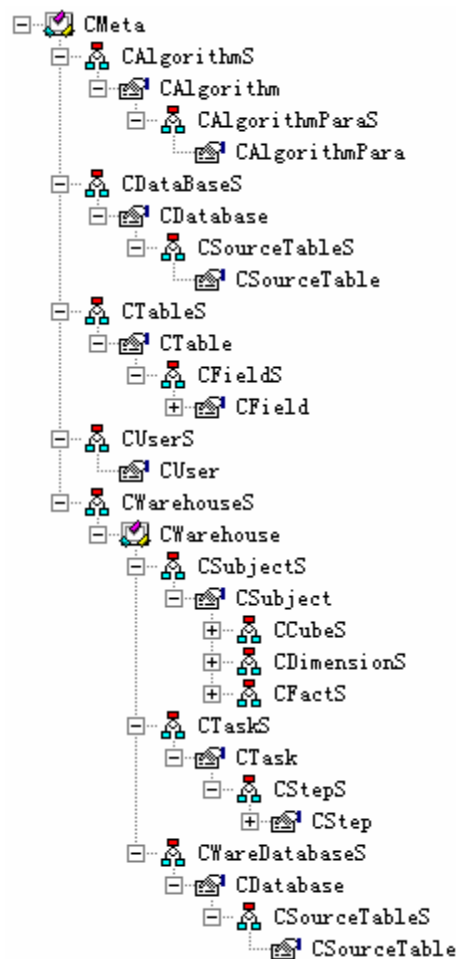 CMeta
CAlgorithmS
CAlgorithm
CAlgorithmParaS
CAlgorithmPara
CDataBaseS
CDatabase
CSourceTableS
CSourceTable
CTableS
CTable
CFieldS
CField
CUserS
CUser
CWarehouseS
CWarehouse
CSubjectS
CSubject
CCubeS
CDimensionS
CFactS
CTaskS
CTask
CStepS
CStep
CWareDatabaseS
CDatabase
CSourceTableS
CSourceTable